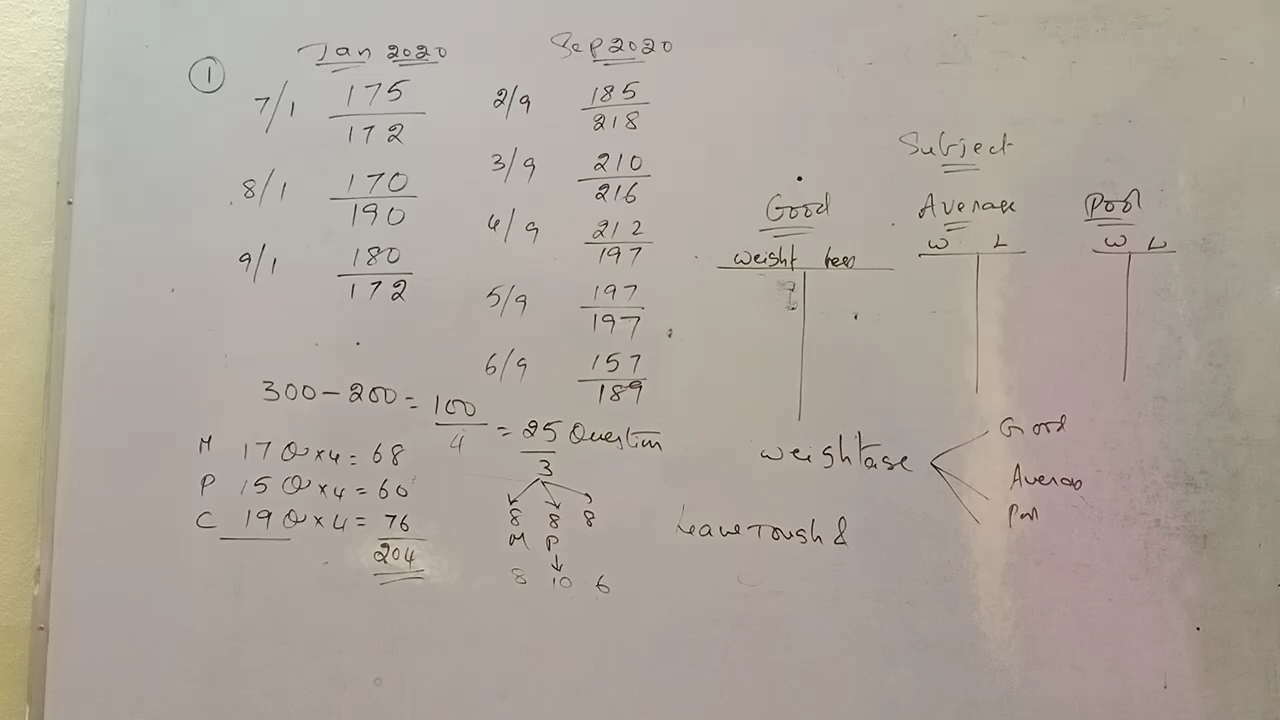 1
Jan 2020
7/1 175
172
8/1 170
190
9/1 180
172
Sep 2020
2/9 185
218
3/9 210
216
4/9 212
197
5/9 197
197
6/9 157
189
300-200 = 100
4
= 25 Question
3
8 8 8
M P
8 10 6
M 17 Q x 4 = 68
P 15 Q x 4 = 60
C 19 Q x 4 = 76
204
Subject
Good Average Poor
weight less
W L
W L
weightage
Good
Average
Poor
Leave Tough &